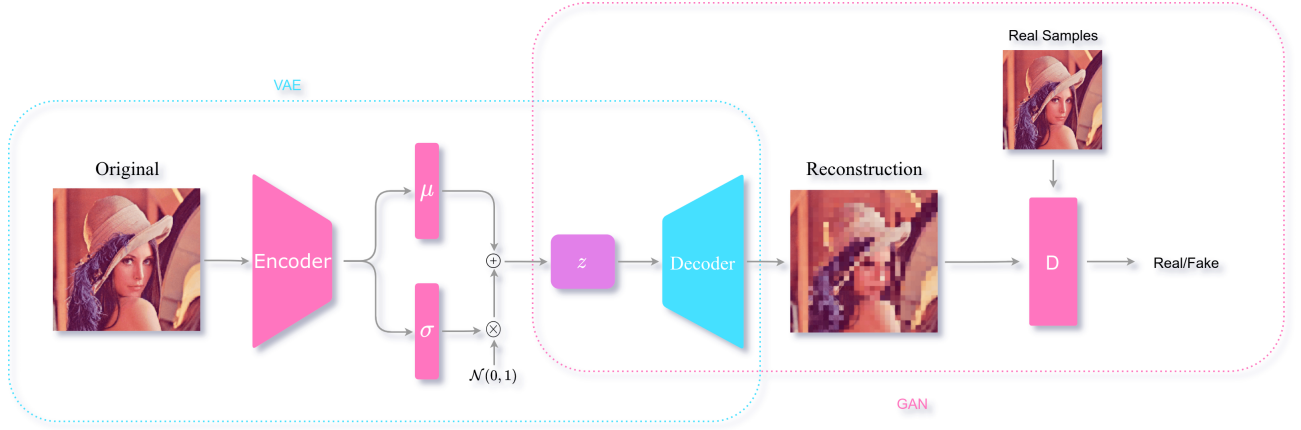 Real Samples
VAE
Original
Reconstruction
μ
Encoder
σ
z
Decoder
D
Real/Fake
+
×
N(0, 1)
GAN